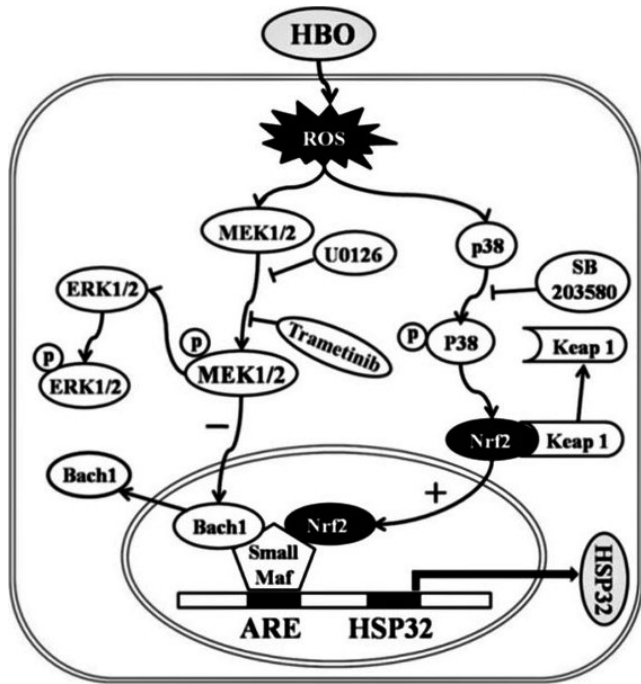 HBO
ROS
MEK1/2
p38
U0126
SB
203580
ERK1/2
Trametinib
P
P38
Keap 1
P
MEK1/2
P
ERK1/2
Nrf2
Keap 1
−
+
Bach1
Bach1
Nrf2
Small
Maf
HSP32
ARE
HSP32